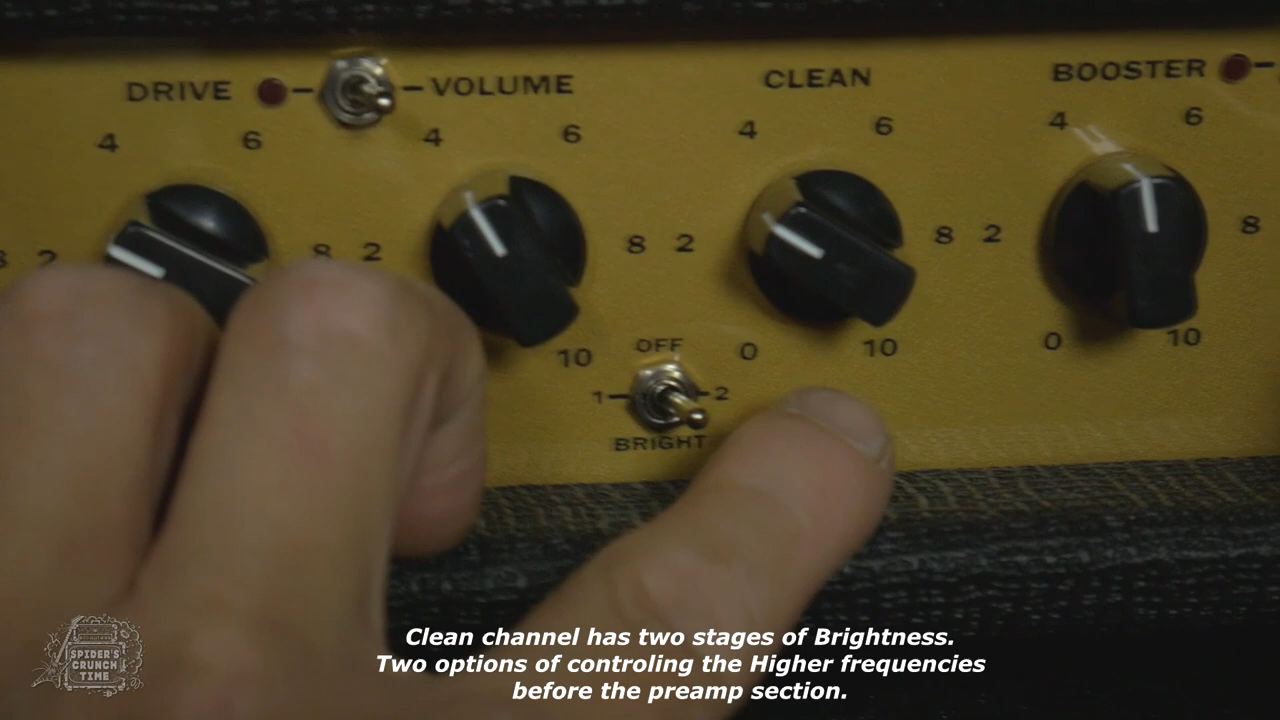 DRIVE VOLUME CLEAN BOOSTER
4 6 4 6 4 6 4 6
8 2 8 2 8 2 8 2 8
10 0 10 0 10
OFF
1 2
BRIGHT
Clean channel has two stages of Brightness.
Two options of controling the Higher frequencies
before the preamp section.
SPIDER'S
CRUNCH
TIME